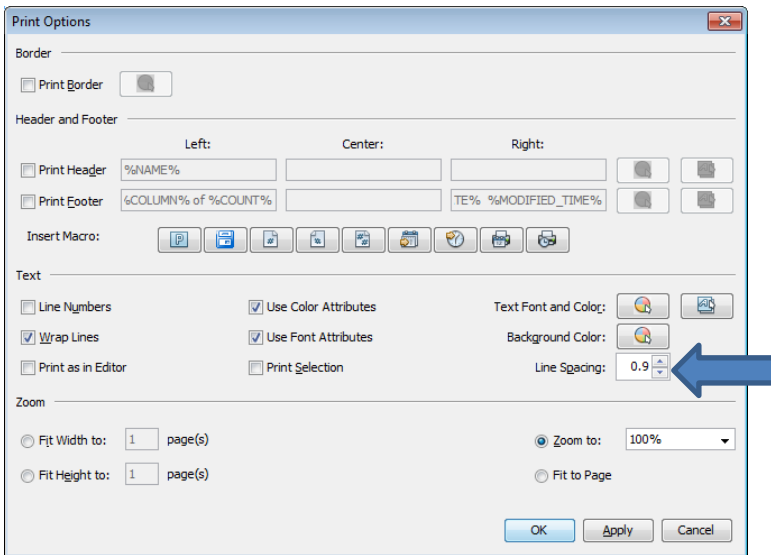 Print Options
Border
Print Border
Header and Footer
Left: Center: Right:
Print Header %NAME%
Print Footer %COLUMN% of %COUNT% TE% %MODIFIED_TIME%
Insert Macro:
Text
Line Numbers Use Color Attributes Text Font and Color:
Wrap Lines Use Font Attributes Background Color:
Print as in Editor Print Selection Line Spacing: 0.9
Zoom
Fit Width to: 1 page(s) Zoom to: 100%
Fit Height to: 1 page(s) Fit to Page
OK Apply Cancel